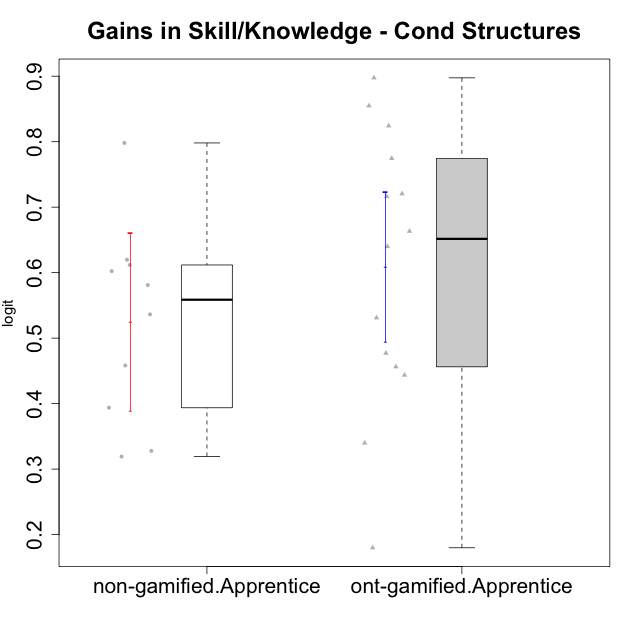 Gains in Skill/Knowledge - Cond Structures
logit
0.9
0.8
0.7
0.6
0.5
0.4
0.3
0.2
non-gamified.Apprentice
ont-gamified.Apprentice